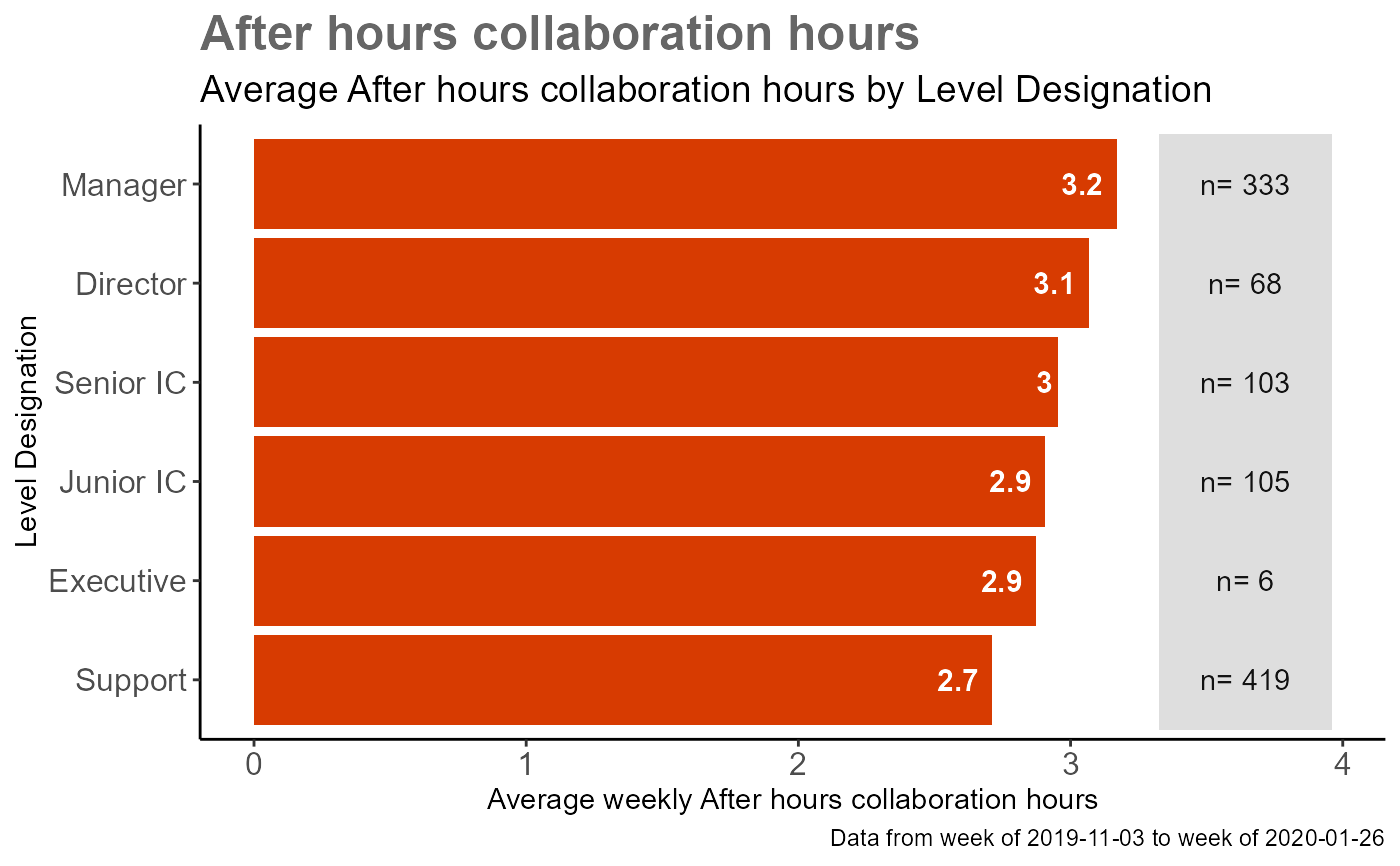 After hours collaboration hours
Average After hours collaboration hours by Level Designation
Level Designation
Manager 3.2 n= 333
Director 3.1 n= 68
Senior IC 3 n= 103
Junior IC 2.9 n= 105
Executive 2.9 n= 6
Support 2.7 n= 419
0 1 2 3 4
Average weekly After hours collaboration hours
Data from week of 2019-11-03 to week of 2020-01-26